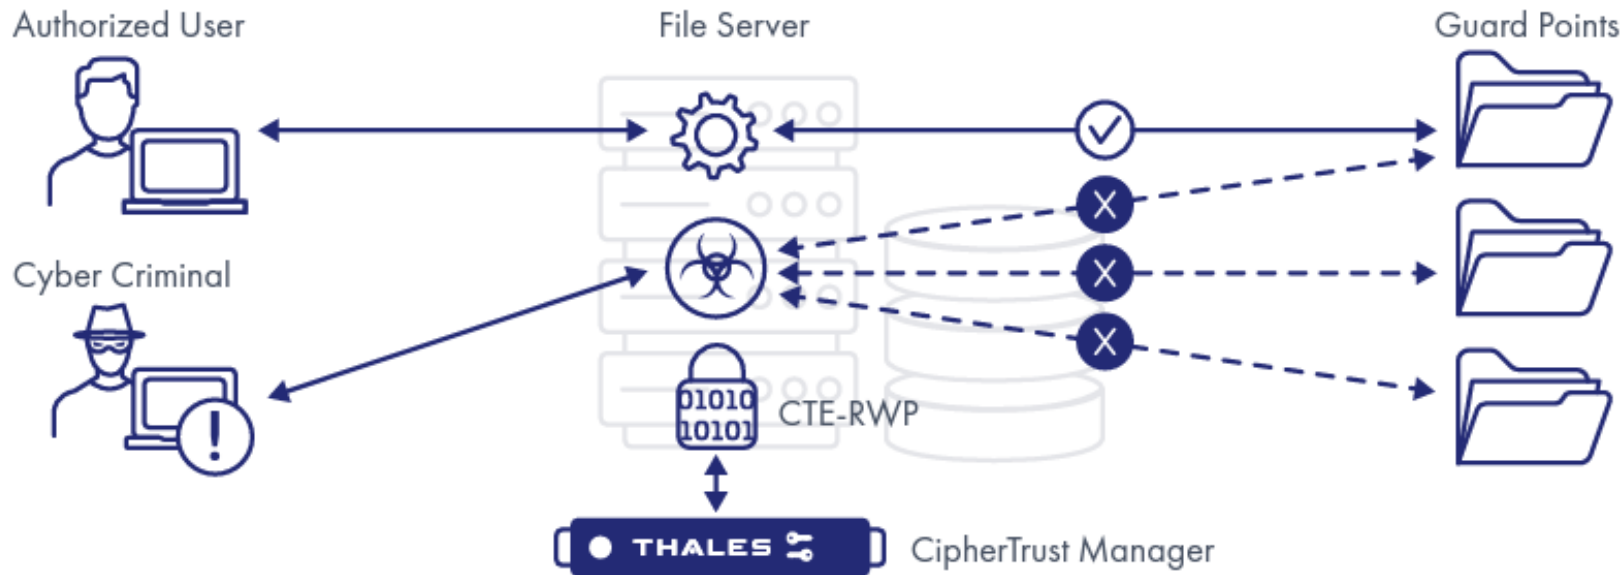 Authorized User
File Server
Guard Points
X
Cyber Criminal
X
X
!
01010
10101
CTE-RWP
THALES
CipherTrust Manager